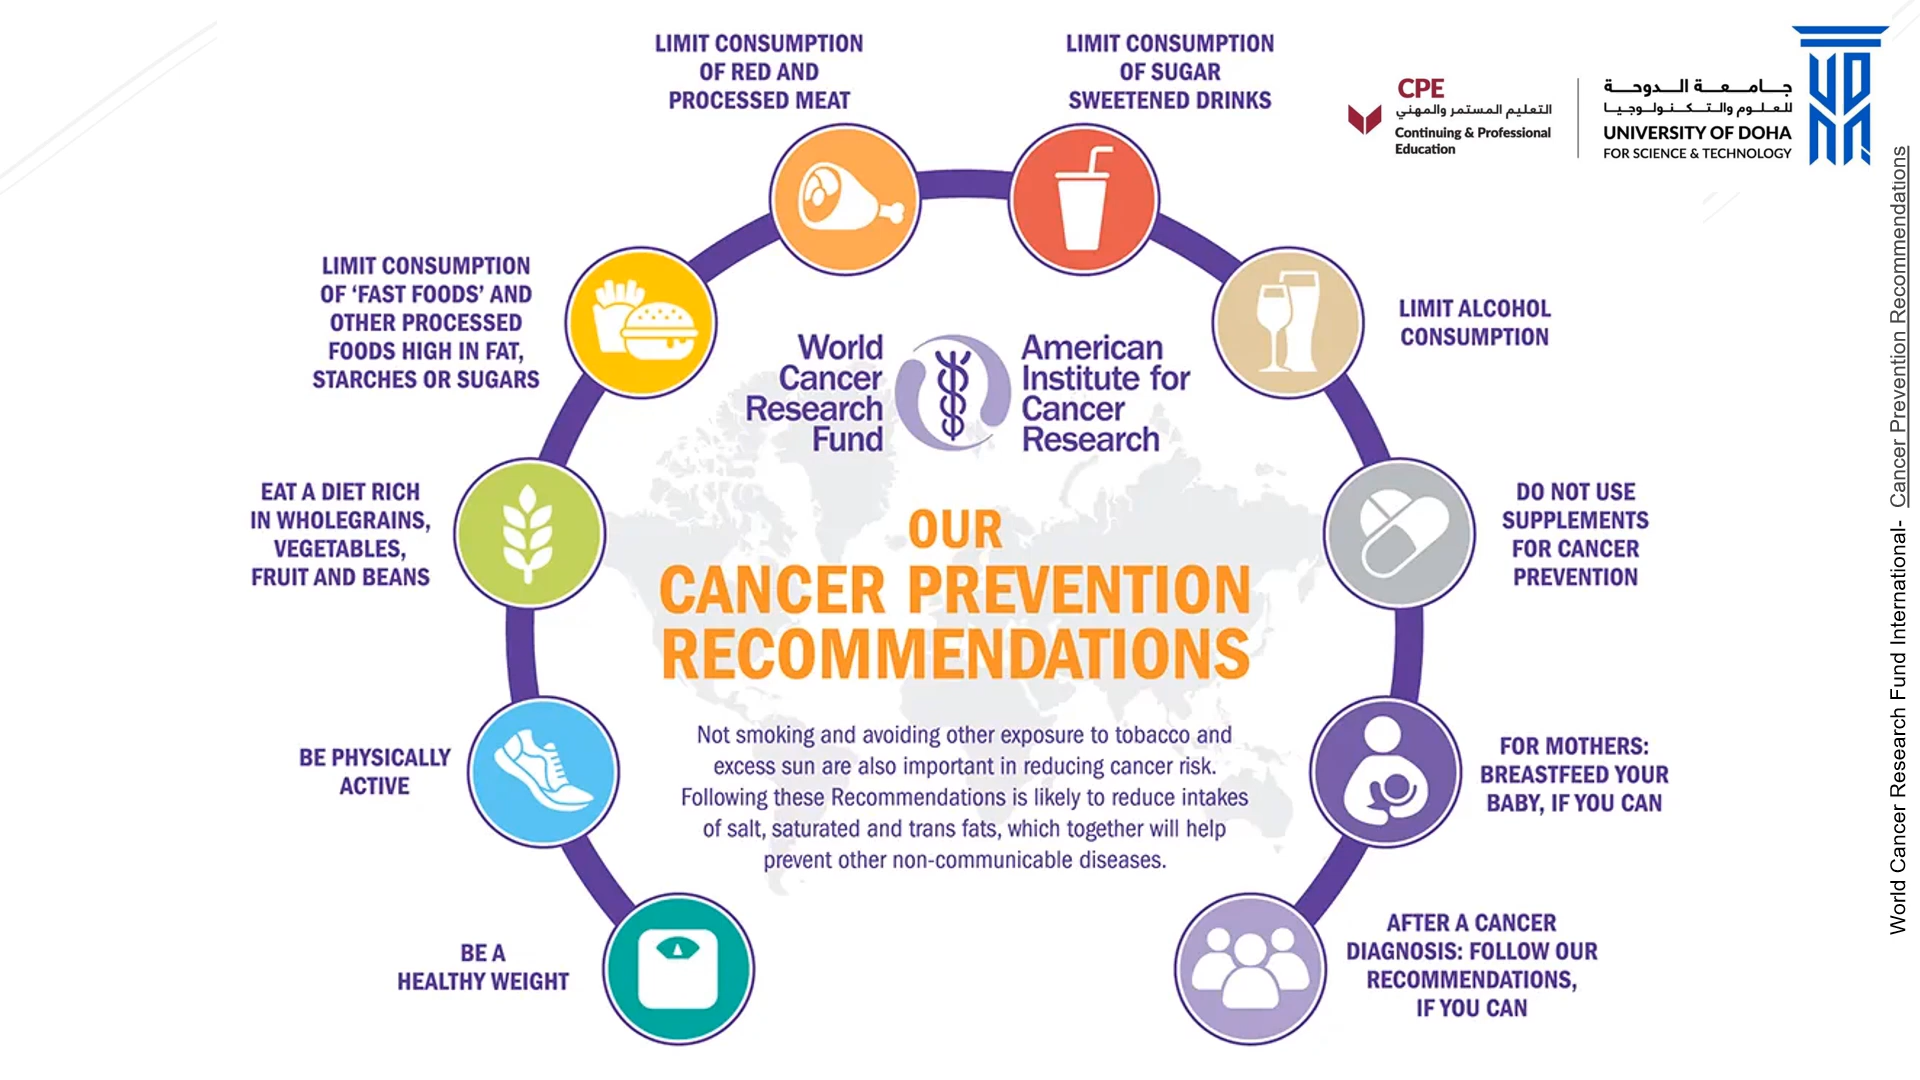 LIMIT CONSUMPTION
OF RED AND
PROCESSED MEAT
LIMIT CONSUMPTION
OF SUGAR
SWEETENED DRINKS
CPE
التعليم المستمر والمهني
Continuing & Professional
Education
جـامـعـة الـدوحـة
للعلـوم والتـكـنـولـوجيـا
UNIVERSITY OF DOHA
FOR SCIENCE & TECHNOLOGY
LIMIT CONSUMPTION
OF ‘FAST FOODS’ AND
OTHER PROCESSED
FOODS HIGH IN FAT,
STARCHES OR SUGARS
LIMIT ALCOHOL
CONSUMPTION
World
Cancer
Research
Fund
American
Institute for
Cancer
Research
EAT A DIET RICH
IN WHOLEGRAINS,
VEGETABLES,
FRUIT AND BEANS
DO NOT USE
SUPPLEMENTS
FOR CANCER
PREVENTION
OUR
CANCER PREVENTION
RECOMMENDATIONS
BE PHYSICALLY
ACTIVE
Not smoking and avoiding other exposure to tobacco and
excess sun are also important in reducing cancer risk.
Following these Recommendations is likely to reduce intakes
of salt, saturated and trans fats, which together will help
prevent other non-communicable diseases.
FOR MOTHERS:
BREASTFEED YOUR
BABY, IF YOU CAN
BE A
HEALTHY WEIGHT
AFTER A CANCER
DIAGNOSIS: FOLLOW OUR
RECOMMENDATIONS,
IF YOU CAN
World Cancer Research Fund International- Cancer Prevention Recommendations